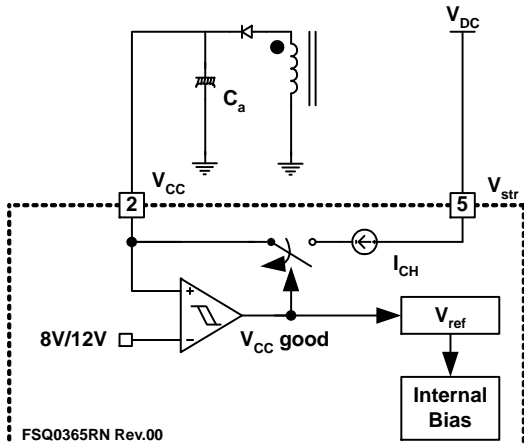 V_DC
C_a
V_CC
2
5
V_str
I_CH
+
-
8V/12V
V_CC good
V_ref
Internal
Bias
FSQ0365RN Rev.00